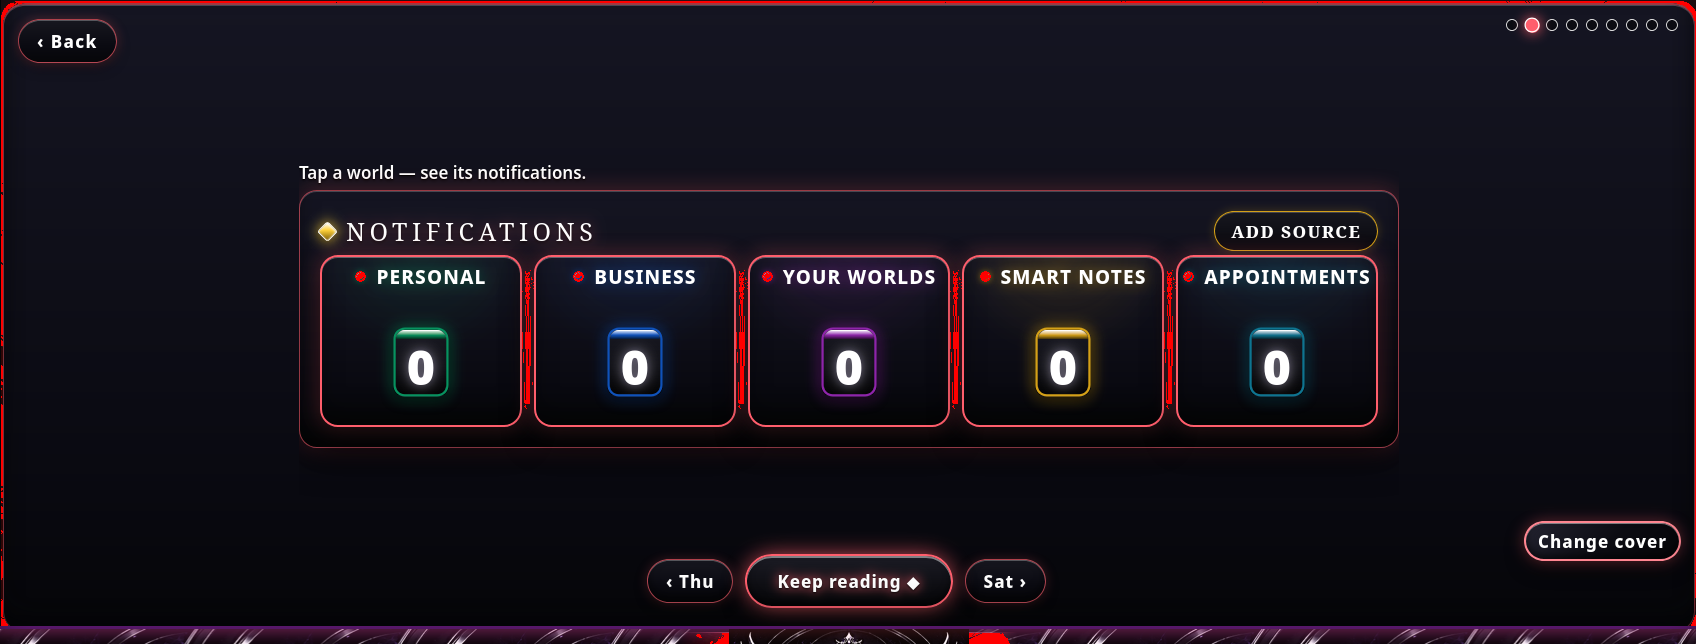 ‹ Back
Tap a world — see its notifications.
NOTIFICATIONS
ADD SOURCE
PERSONAL
BUSINESS
YOUR WORLDS
SMART NOTES
APPOINTMENTS
0
0
0
0
0
Change cover
‹ Thu
Keep reading ◆
Sat ›